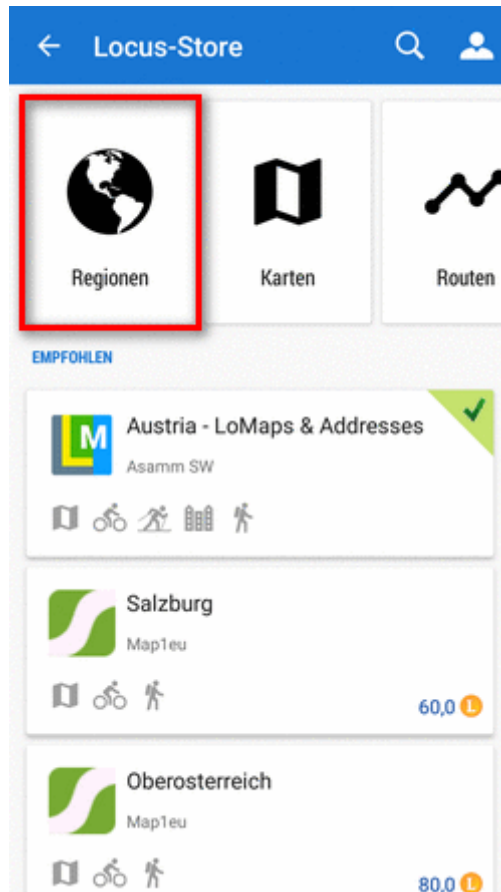 Locus-Store
Regionen
Karten
Routen
EMPFOHLEN
M
Austria - LoMaps & Addresses
Asamm SW
Salzburg
Map1eu
60,0 L
Oberosterreich
Map1eu
80,0 L